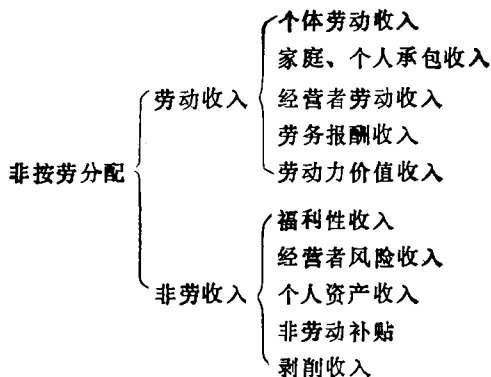 个体劳动收入
家庭、个人承包收入
劳动收入
经营者劳动收入
劳务报酬收入
非按劳分配
劳动力价值收入
福利性收入
经营者风险收入
非劳收入
个人资产收入
非劳动补贴
剥削收入